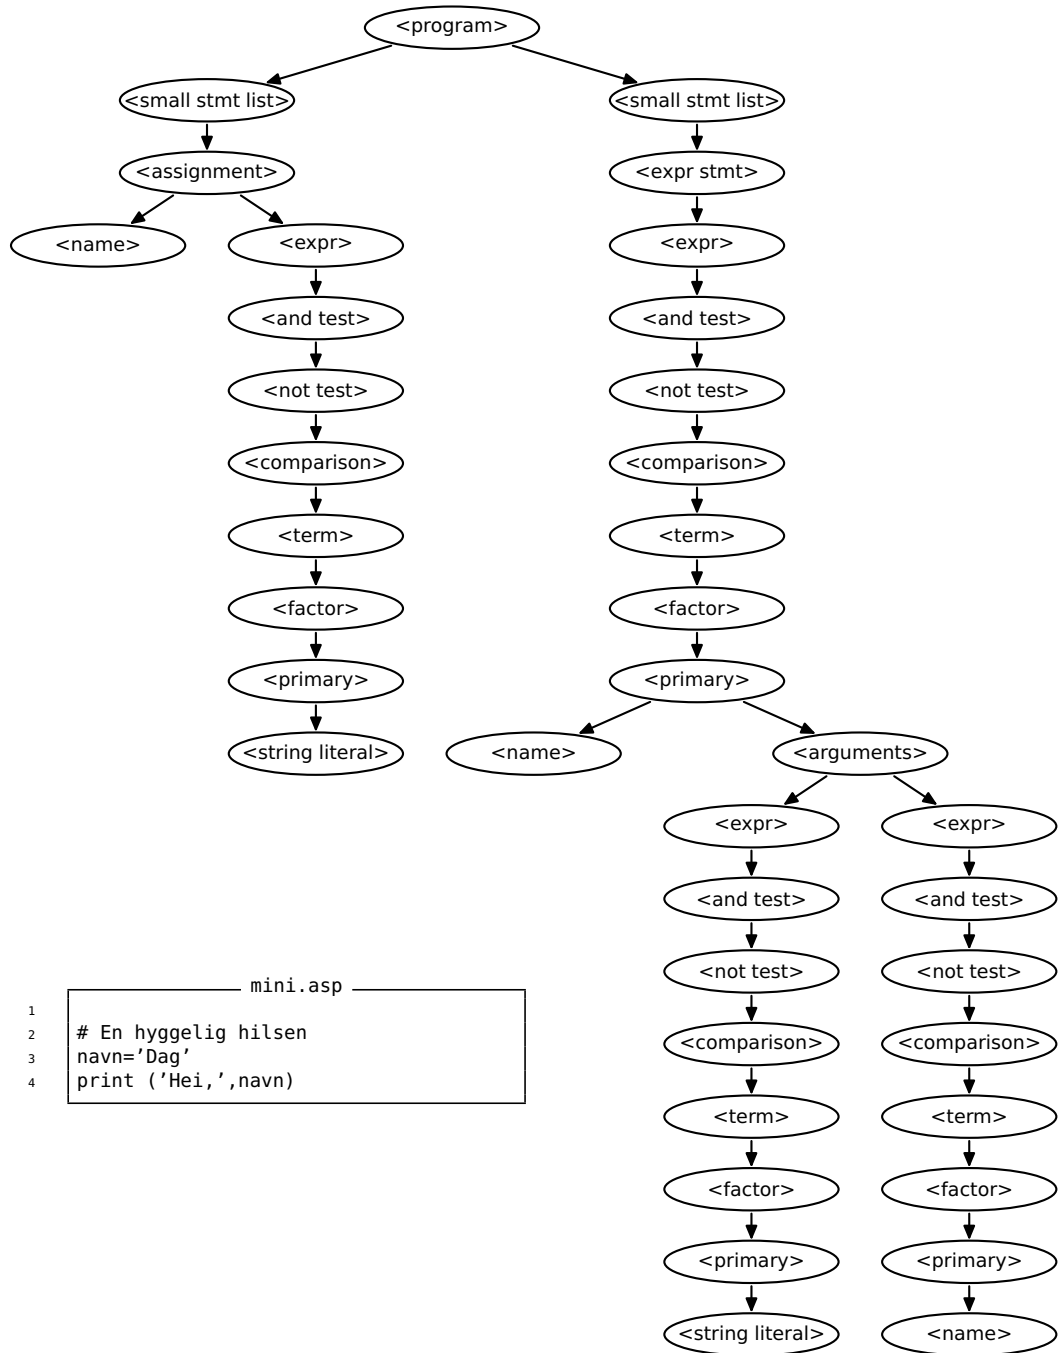 <program>
<small stmt list> <small stmt list>
<assignment> <expr stmt>
<name> <expr> <expr>
<and test> <and test>
<not test> <not test>
<comparison> <comparison>
<term> <term>
<factor> <factor>
<primary> <primary>
<string literal> <name> <arguments>
<expr> <expr>
<and test> <and test>
<not test> <not test>
mini.asp
1
2 # En hyggelig hilsen
3 navn=’Dag’
4 print (’Hei,’,navn)
<comparison> <comparison>
<term> <term>
<factor> <factor>
<primary> <primary>
<string literal> <name>